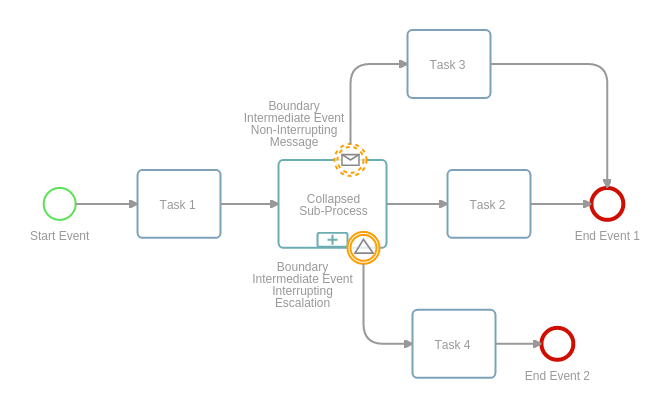 Task 3
Boundary
Intermediate Event
Non-Interrupting
Message
Task 1
Collapsed
Sub-Process
Task 2
Start Event
End Event 1
Boundary
Intermediate Event
Interrupting
Escalation
Task 4
End Event 2